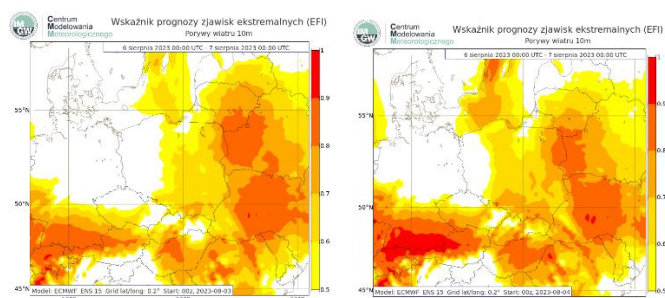 IMGW
Centrum
Modelowania
Meteorologicznego
Wskaźnik prognozy zjawisk ekstremalnych (EFI)
Porywy wiatru 10m
6 sierpnia 2023 00:00 UTC - 7 sierpnia 2023 00:00 UTC
55°N
50°N
45°N
1
0.9
0.8
0.7
0.6
0.5
Model: ECMWF ENS 15 Grid lat/long: 0.2° Start: 00z, 2023-08-03
IMGW
Centrum
Modelowania
Meteorologicznego
Wskaźnik prognozy zjawisk ekstremalnych (EFI)
Porywy wiatru 10m
6 sierpnia 2023 00:00 UTC - 7 sierpnia 2023 00:00 UTC
55°N
50°N
45°N
Model: ECMWF ENS 15 Grid lat/long: 0.2° Start: 00z, 2023-08-04